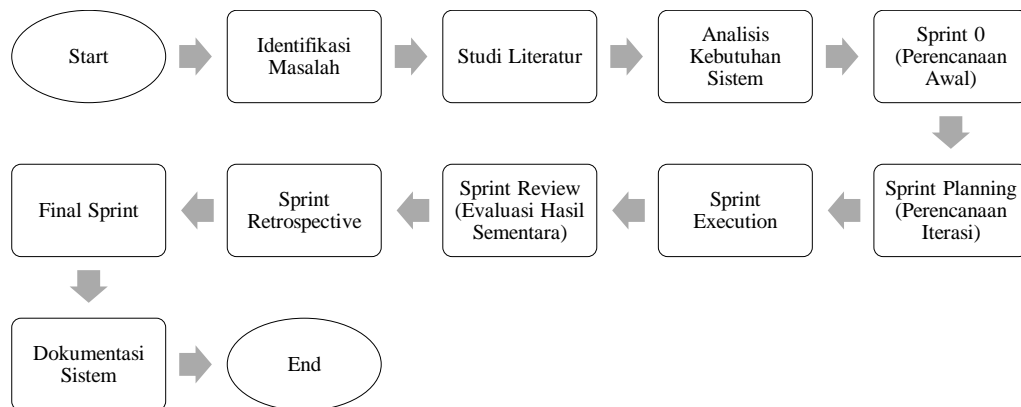 Start
Identifikasi
Masalah
Studi Literatur
Analisis
Kebutuhan
Sistem
Sprint 0
(Perencanaan
Awal)
Sprint Planning
(Perencanaan
Iterasi)
Sprint
Execution
Sprint Review
(Evaluasi Hasil
Sementara)
Sprint
Retrospective
Final Sprint
Dokumentasi
Sistem
End